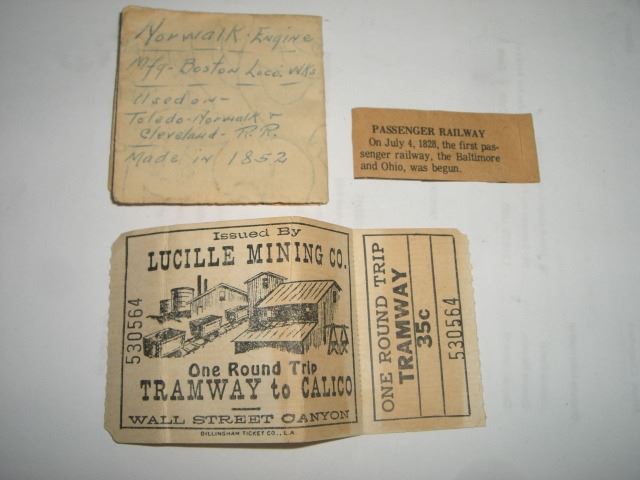 Norwalk - Engine
Mfg - Boston Loco. Wks
Used on -
Toledo-Norwalk &
Cleveland - R.R.
Made in 1852
PASSENGER RAILWAY
On July 4, 1828, the first pas-
senger railway, the Baltimore
and Ohio, was begun.
Issued By
LUCILLE MINING CO.
530564
One Round Trip
TRAMWAY to CALICO
WALL STREET CANYON
DILLINGHAM TICKET CO., L.A.
ONE ROUND TRIP
TRAMWAY
35c
530564